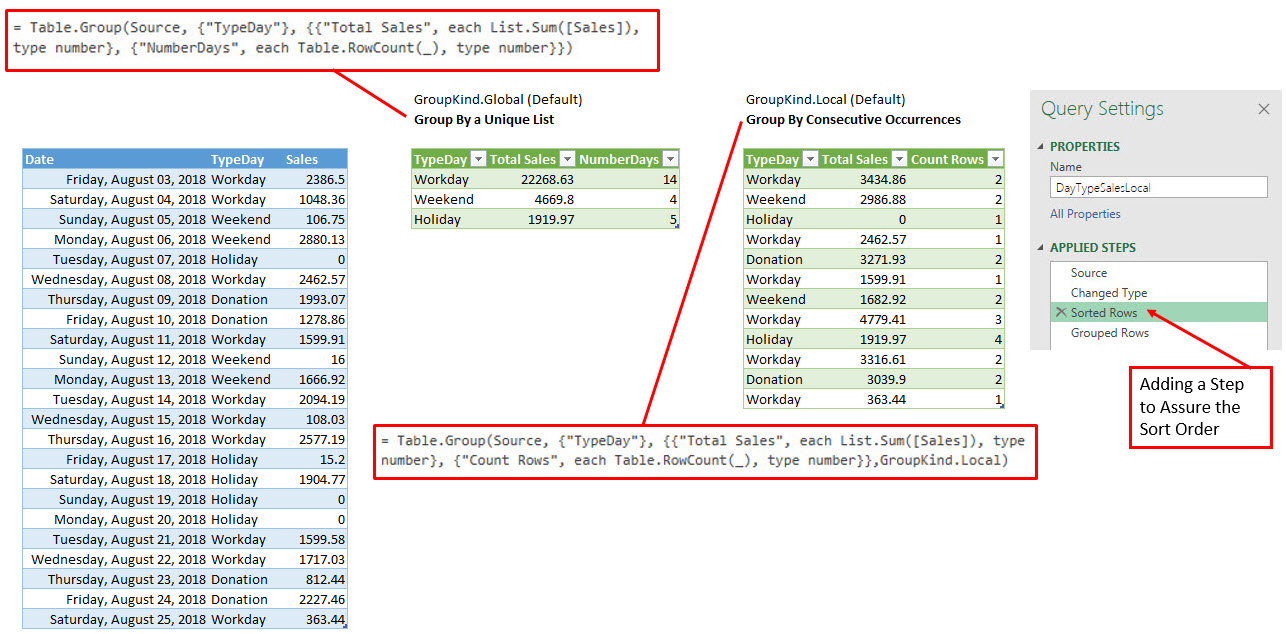 = Table.Group(Source, {"TypeDay"}, {{"Total Sales", each List.Sum([Sales]),
type number}, {"NumberDays", each Table.RowCount(_), type number}})
GroupKind.Global (Default)
Group By a Unique List
GroupKind.Local (Default)
Group By Consecutive Occurrences
Date TypeDay Sales
Friday, August 03, 2018 Workday 2386.5
Saturday, August 04, 2018 Workday 1048.36
Sunday, August 05, 2018 Weekend 106.75
Monday, August 06, 2018 Weekend 2880.13
Tuesday, August 07, 2018 Holiday 0
Wednesday, August 08, 2018 Workday 2462.57
Thursday, August 09, 2018 Donation 1993.07
Friday, August 10, 2018 Donation 1278.86
Saturday, August 11, 2018 Workday 1599.91
Sunday, August 12, 2018 Weekend 16
Monday, August 13, 2018 Weekend 1666.92
Tuesday, August 14, 2018 Workday 2094.19
Wednesday, August 15, 2018 Workday 108.03
Thursday, August 16, 2018 Workday 2577.19
Friday, August 17, 2018 Holiday 15.2
Saturday, August 18, 2018 Holiday 1904.77
Sunday, August 19, 2018 Holiday 0
Monday, August 20, 2018 Holiday 0
Tuesday, August 21, 2018 Workday 1599.58
Wednesday, August 22, 2018 Workday 1717.03
Thursday, August 23, 2018 Donation 812.44
Friday, August 24, 2018 Donation 2227.46
Saturday, August 25, 2018 Workday 363.44
TypeDay Total Sales NumberDays
Workday 22268.63 14
Weekend 4669.8 4
Holiday 1919.97 5
TypeDay Total Sales Count Rows
Workday 3434.86 2
Weekend 2986.88 2
Holiday 0 1
Workday 2462.57 1
Donation 3271.93 2
Workday 1599.91 1
Weekend 1682.92 2
Workday 4779.41 3
Holiday 1919.97 4
Workday 3316.61 2
Donation 3039.9 2
Workday 363.44 1
= Table.Group(Source, {"TypeDay"}, {{"Total Sales", each List.Sum([Sales]), type
number}, {"Count Rows", each Table.RowCount(_), type number}},GroupKind.Local)
Query Settings
PROPERTIES
Name
DayTypeSalesLocal
All Properties
APPLIED STEPS
Source
Changed Type
Sorted Rows
Grouped Rows
Adding a Step
to Assure the
Sort Order